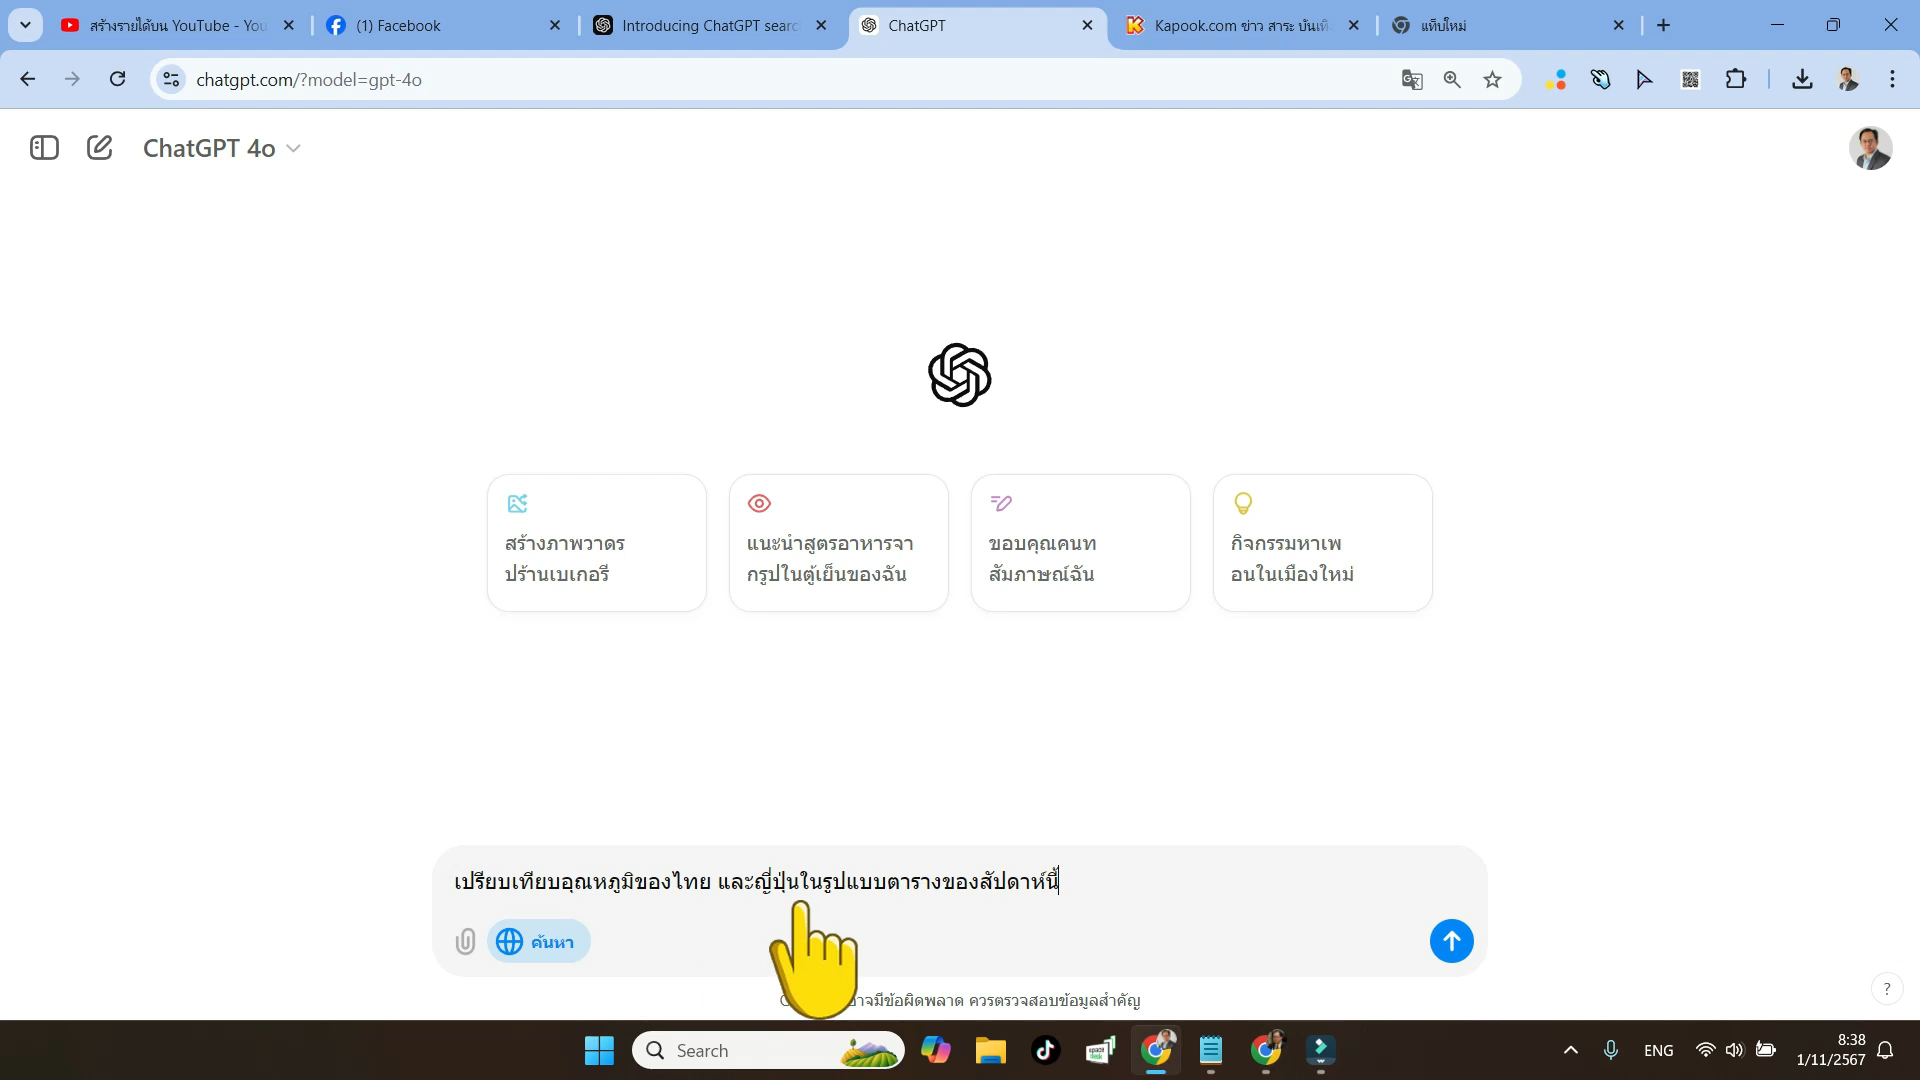 สร้างรายได้บน YouTube - You
(1) Facebook
Introducing ChatGPT searc
ChatGPT
Kapook.com ข่าว สาระ บันเทิ
แท็บใหม่
chatgpt.com/?model=gpt-4o
ChatGPT 4o
สร้างภาพวาดร
ปร้านเบเกอรี
แนะนำสูตรอาหารจา
กรูปในตู้เย็นของฉัน
ขอบคุณคนท
สัมภาษณ์ฉัน
กิจกรรมหาเพ
อนในเมืองใหม่
เปรียบเทียบอุณหภูมิของไทย และญี่ปุ่นในรูปแบบตารางของสัปดาห์นี้
ค้นหา
าจมีข้อผิดพลาด ควรตรวจสอบข้อมูลสำคัญ
?
Search
space
desk
ENG
8:38
1/11/2567